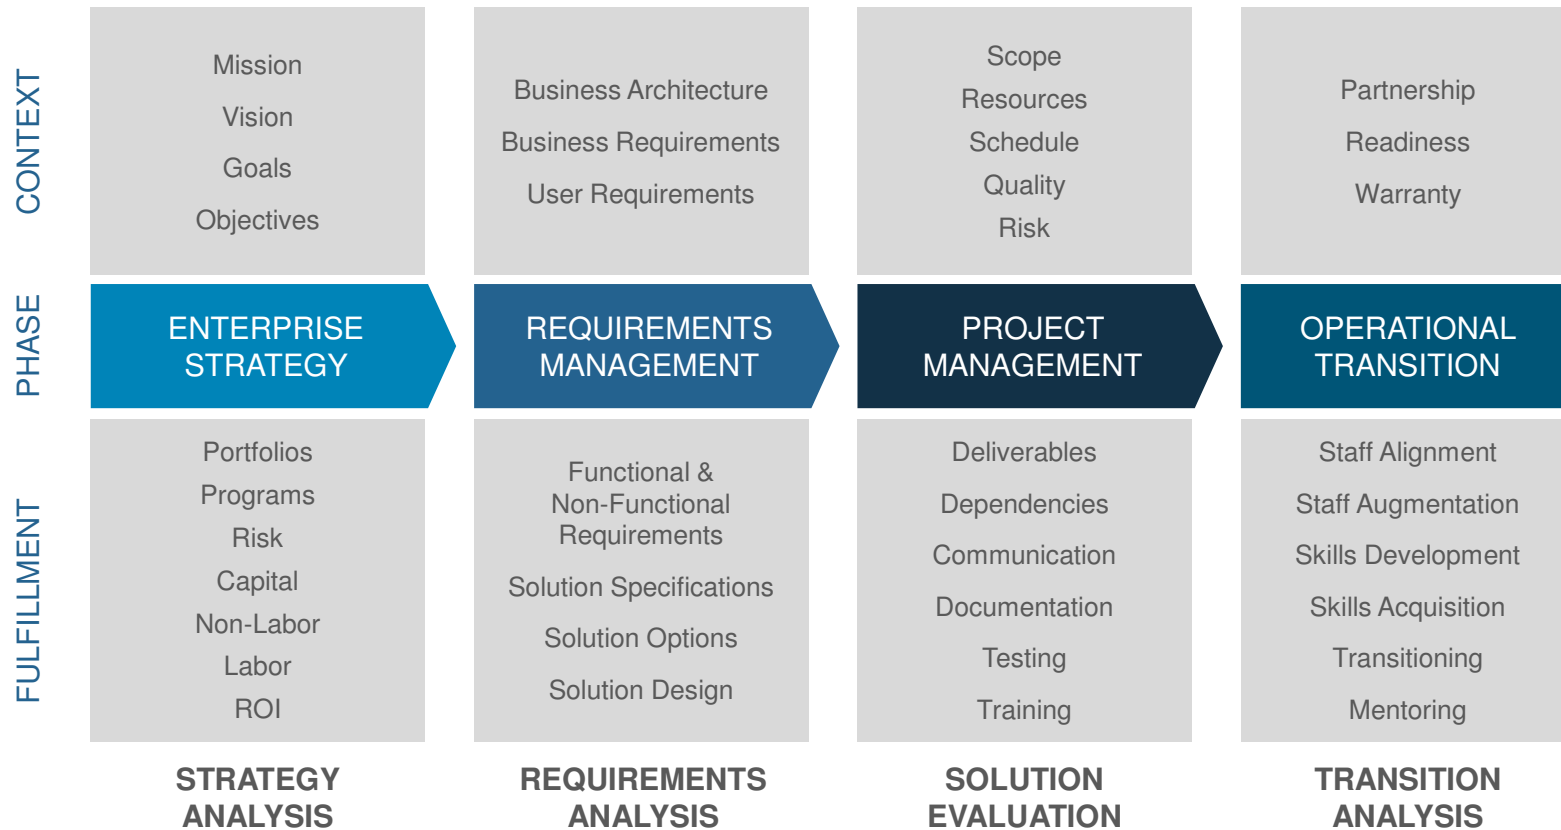 CONTEXT
Mission
Vision
Goals
Objectives
Business Architecture
Business Requirements
User Requirements
Scope
Resources
Schedule
Quality
Risk
Partnership
Readiness
Warranty
PHASE
ENTERPRISE
STRATEGY
REQUIREMENTS
MANAGEMENT
PROJECT
MANAGEMENT
OPERATIONAL
TRANSITION
FULFILLMENT
Portfolios
Programs
Risk
Capital
Non-Labor
Labor
ROI
Functional &
Non-Functional
Requirements
Solution Specifications
Solution Options
Solution Design
Deliverables
Dependencies
Communication
Documentation
Testing
Training
Staff Alignment
Staff Augmentation
Skills Development
Skills Acquisition
Transitioning
Mentoring
STRATEGY
ANALYSIS
REQUIREMENTS
ANALYSIS
SOLUTION
EVALUATION
TRANSITION
ANALYSIS